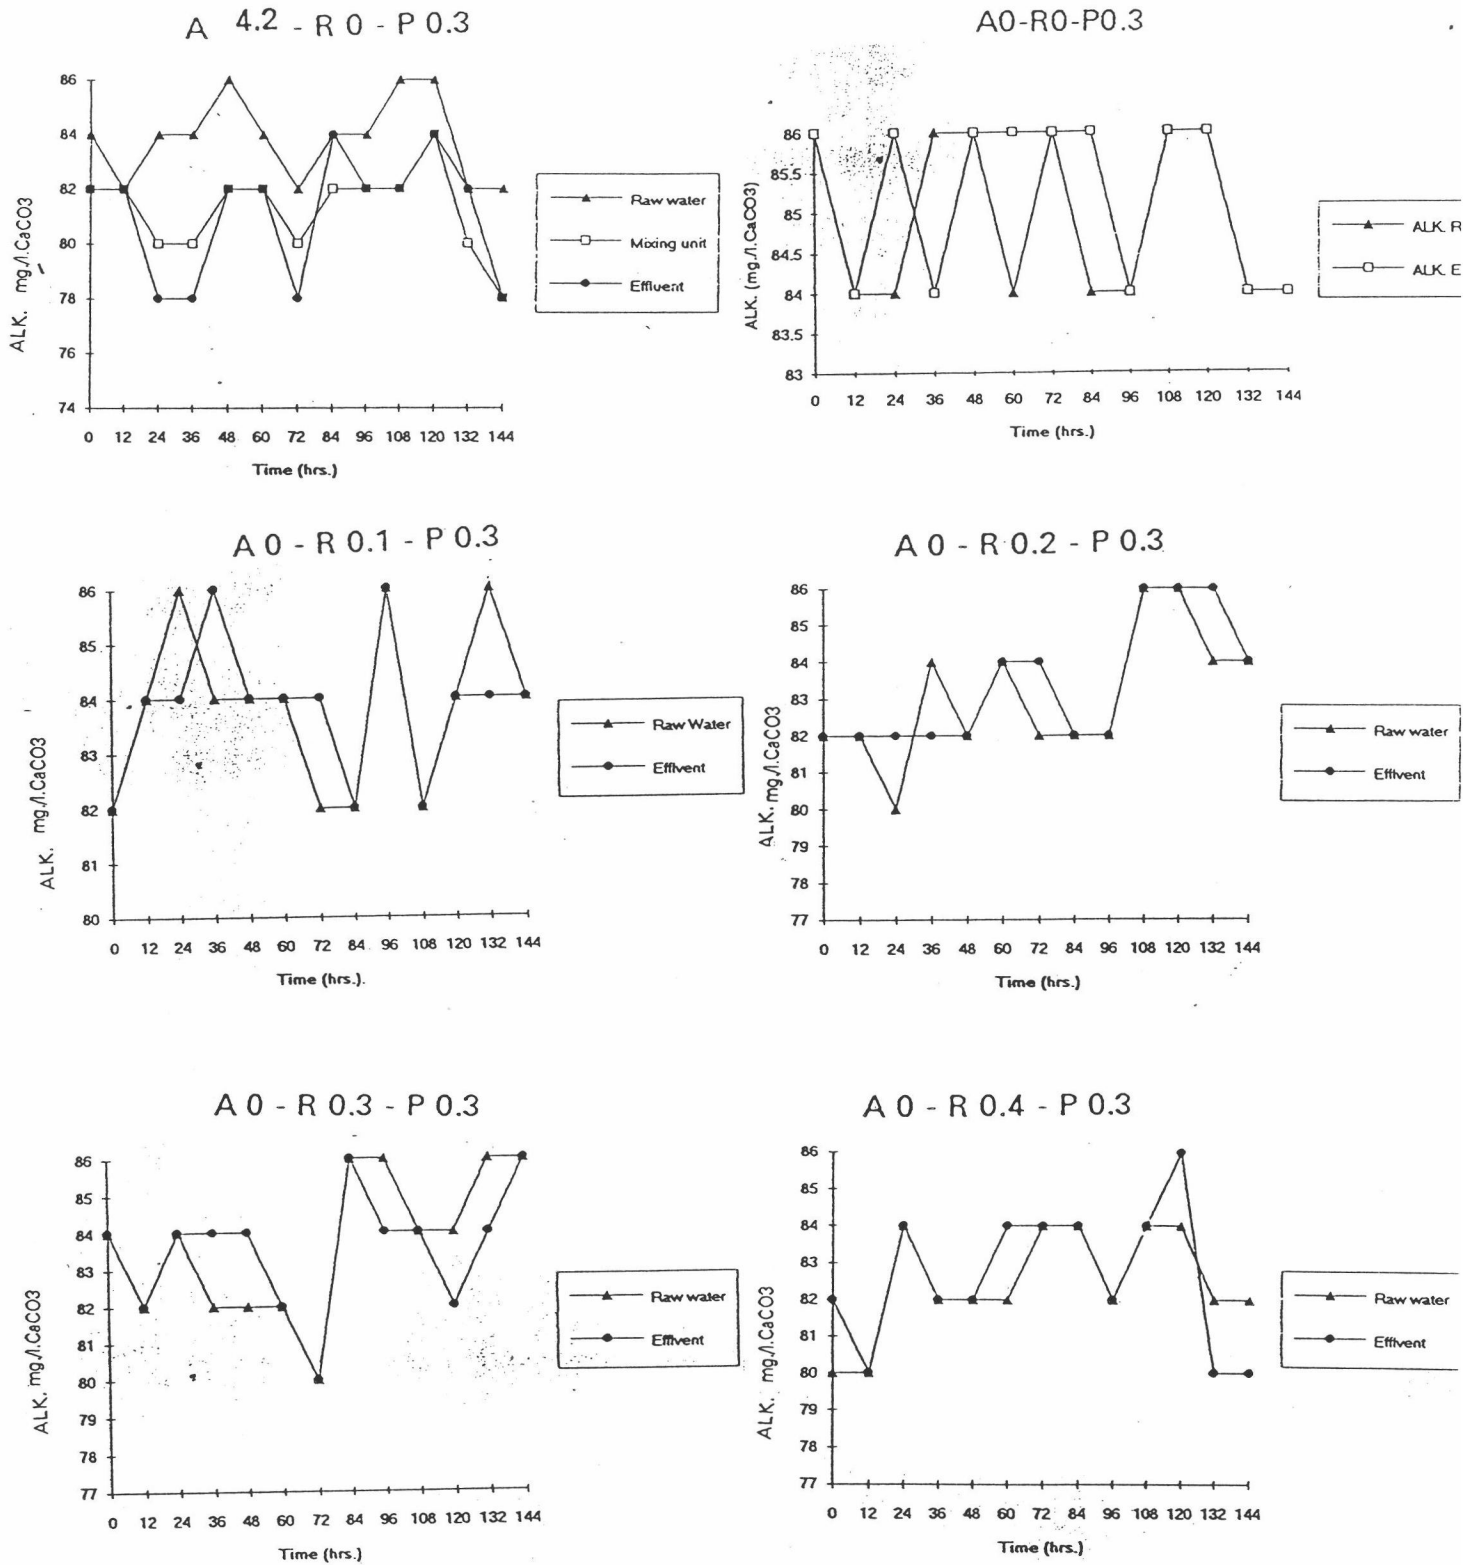 A 4.2 - R 0 - P 0.3
86
84
82
80
78
76
74
ALK. mg./l.CaCO3
0 12 24 36 48 60 72 84 96 108 120 132 144
Time (hrs.)
Raw water
Mixing unit
Effluent
A0-R0-P0.3
86
85.5
85
84.5
84
83.5
83
ALK. (mg./l.CaCO3)
0 12 24 36 48 60 72 84 96 108 120 132 144
Time (hrs.)
ALK. R
ALK. E
A 0 - R 0.1 - P 0.3
86
85
84
83
82
81
80
ALK. mg./l.CaCO3
0 12 24 36 48 60 72 84 96 108 120 132 144
Time (hrs.).
Raw Water
Efflvent
A 0 - R 0.2 - P 0.3
86
85
84
83
82
81
80
79
78
77
ALK. mg./l.CaCO3
0 12 24 36 48 60 72 84 96 108 120 132 144
Time (hrs.)
Raw water
Efflvent
A 0 - R 0.3 - P 0.3
86
85
84
83
82
81
80
79
78
77
ALK. mg./l.CaCO3
0 12 24 36 48 60 72 84 96 108 120 132 144
Time (hrs.)
Raw water
Efflvent
A 0 - R 0.4 - P 0.3
86
85
84
83
82
81
80
79
78
77
ALK. mg./l.CaCO3
0 12 24 36 48 60 72 84 96 108 120 132 144
Time (hrs.)
Raw water
Efflvent